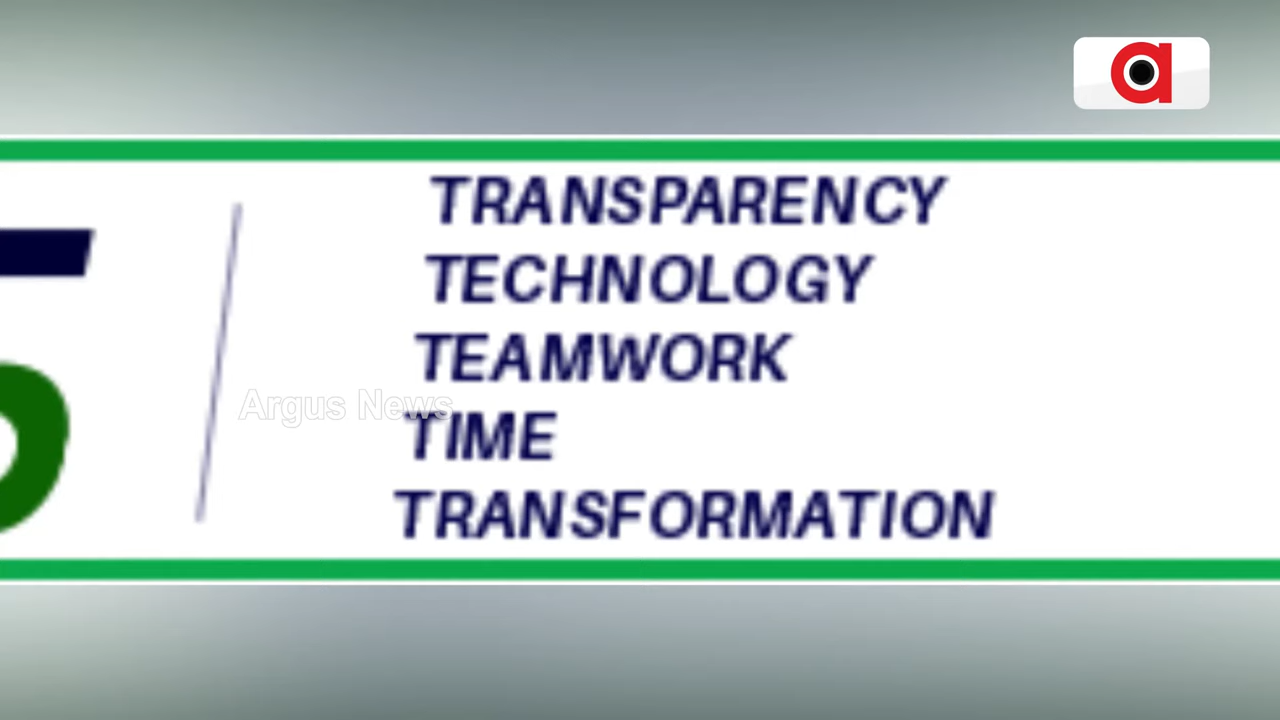 TRANSPARENCY
TECHNOLOGY
TEAMWORK
Argus News
TIME
TRANSFORMATION